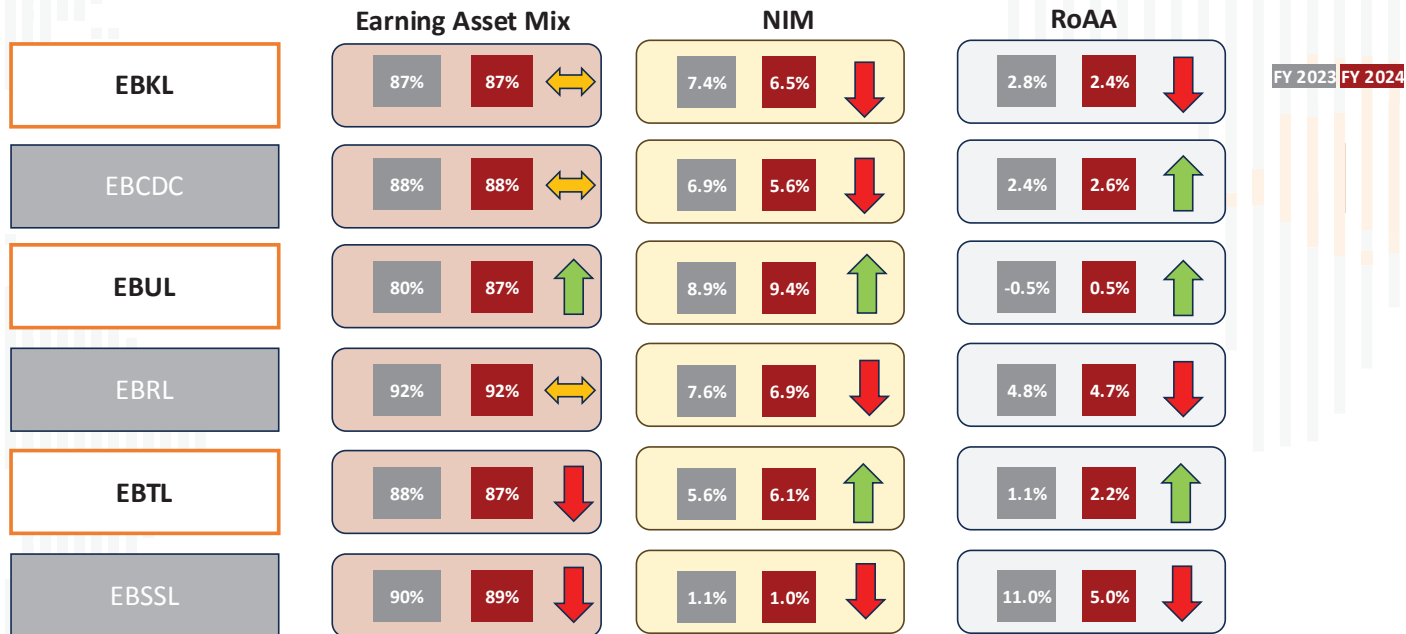 Earning Asset Mix NIM RoAA
FY 2023 FY 2024
EBKL 87% 87% 7.4% 6.5% 2.8% 2.4%
EBCDC 88% 88% 6.9% 5.6% 2.4% 2.6%
EBUL 80% 87% 8.9% 9.4% -0.5% 0.5%
EBRL 92% 92% 7.6% 6.9% 4.8% 4.7%
EBTL 88% 87% 5.6% 6.1% 1.1% 2.2%
EBSSL 90% 89% 1.1% 1.0% 11.0% 5.0%